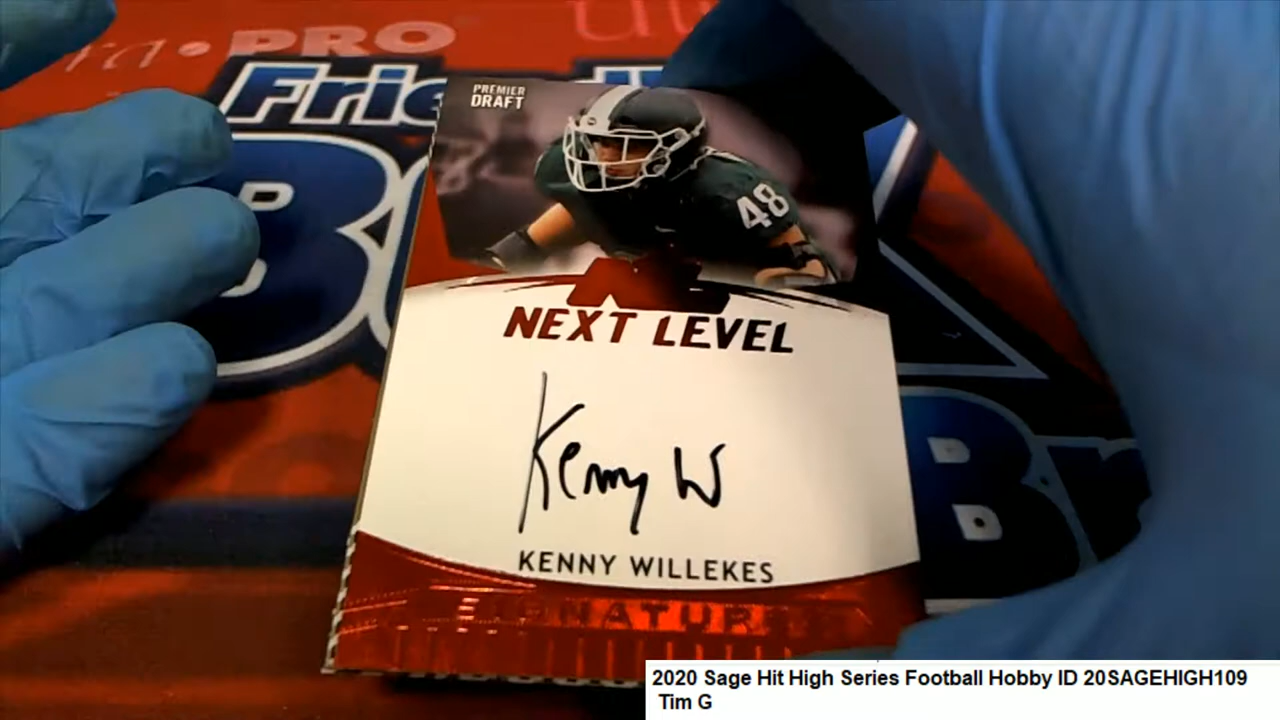 PRO
PREMIER
DRAFT
48
NEXT LEVEL
Kenny W
KENNY WILLEKES
SIGNATURES
2020 Sage Hit High Series Football Hobby ID 20SAGEHIGH109
Tim G